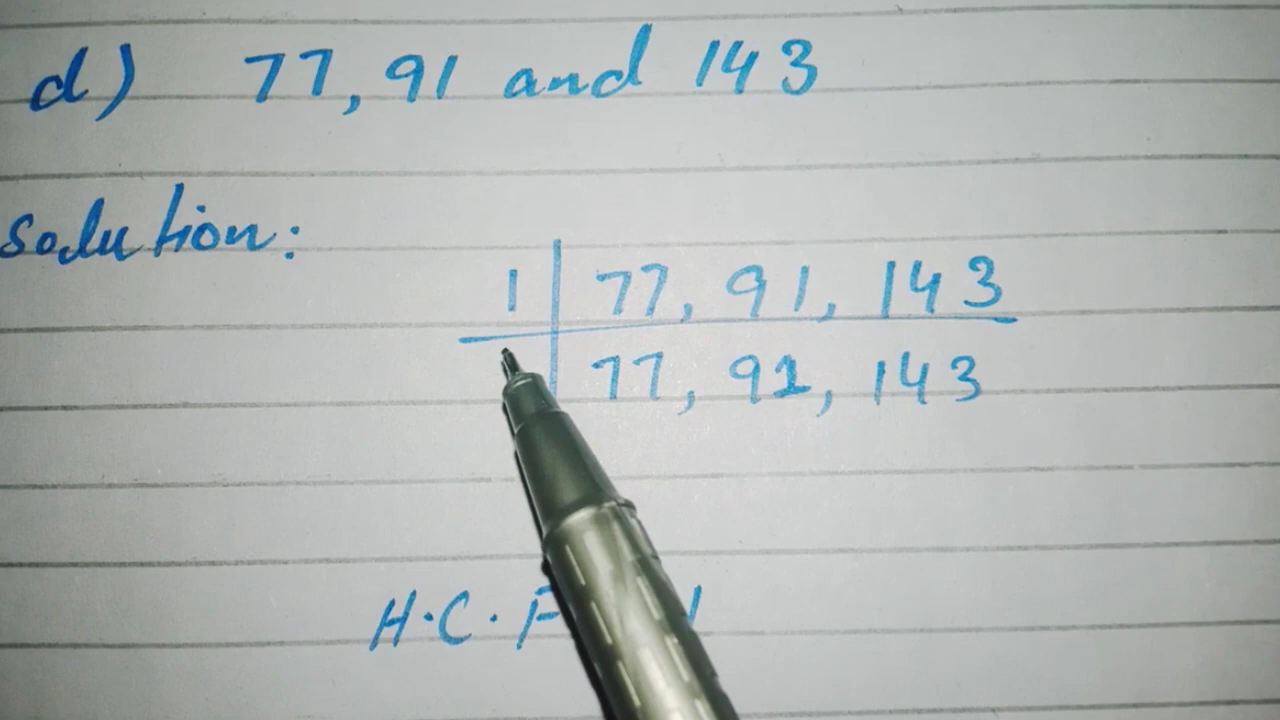 d) 77, 91 and 143
Solution:
1 | 77, 91, 143
77, 91, 143
H.C.F